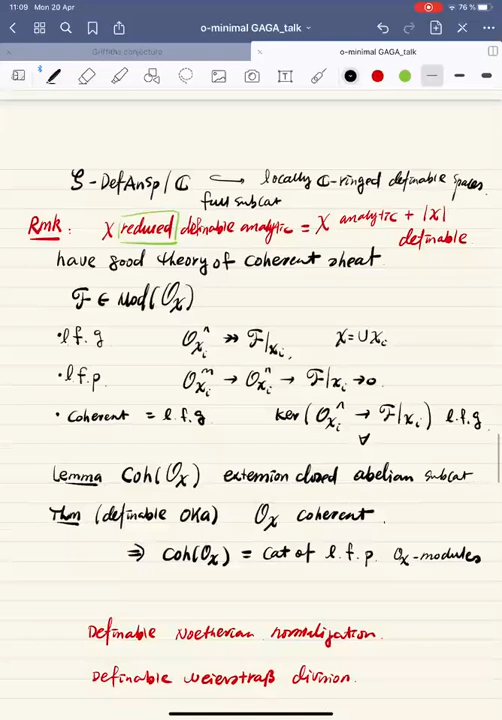 11:09 Mon 20 Apr
76 %
o-minimal GAGA_talk
Griffiths conjecture
o-minimal GAGA_talk
S-DefAnsp/ℂ ↪ locally ℂ-ringed definable spaces.
full subcat
Rmk: X reduced definable analytic = X analytic + |X| definable
have good theory of coherent sheaf.
F ∈ Mod(O_X)
· l.f.g O_{X_i}^n ↠ F|_{X_i}, X = ∪X_i
· l.f.p. O_{X_i}^m → O_{X_i}^n → F|_{X_i} → 0
· coherent = l.f.g ker(O_{X_i}^n → F|_{X_i}) l.f.g
∀
Lemma Coh(O_X) extension closed abelian subcat
Thm (definable OKA) O_X coherent.
⇒ Coh(O_X) = cat of l.f.p. O_X-modules
Definable Noetherian normalization.
Definable Weierstraß division.